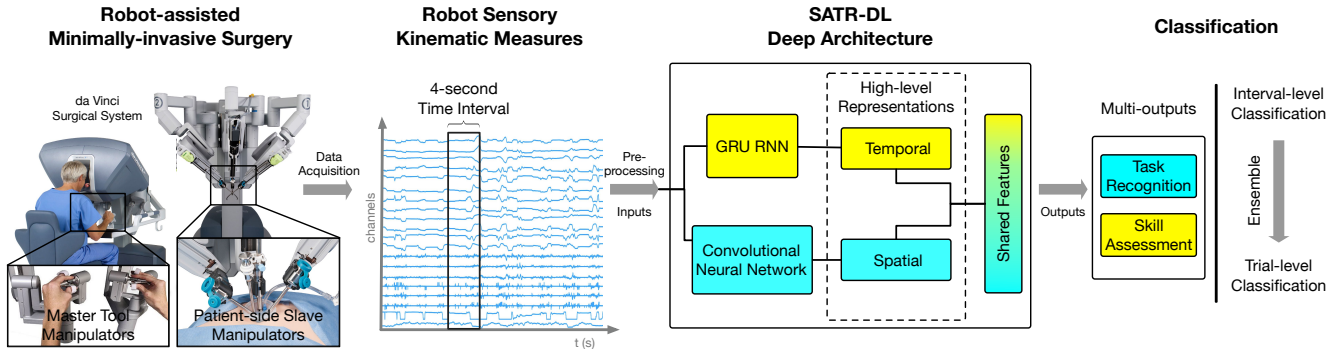 Robot-assisted
Minimally-invasive Surgery
da Vinci
Surgical System
Master Tool
Manipulators
Patient-side Slave
Manipulators
Data
Acquisition
Robot Sensory
Kinematic Measures
4-second
Time Interval
channels
t (s)
Pre-
processing
Inputs
SATR-DL
Deep Architecture
High-level
Representations
GRU RNN
Temporal
Convolutional
Neural Network
Spatial
Shared Features
Outputs
Classification
Multi-outputs
Task
Recognition
Skill
Assessment
Interval-level
Classification
Ensemble
Trial-level
Classification